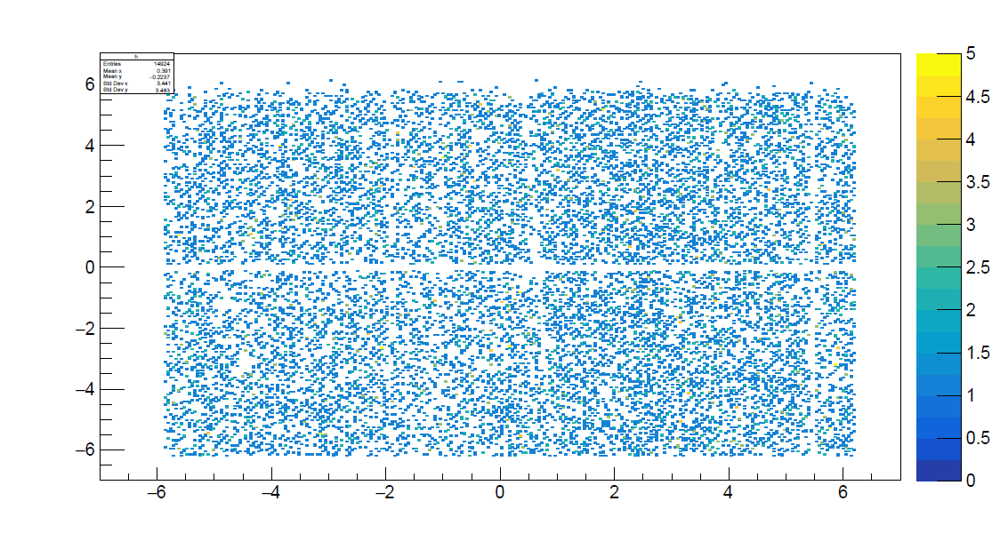 h
Entries 14924
Mean x 0.391
Mean y −0.2237
Std Dev x 3.441
Std Dev y 3.483
6
4
2
0
−2
−4
−6
−6 −4 −2 0 2 4 6
5
4.5
4
3.5
3
2.5
2
1.5
1
0.5
0